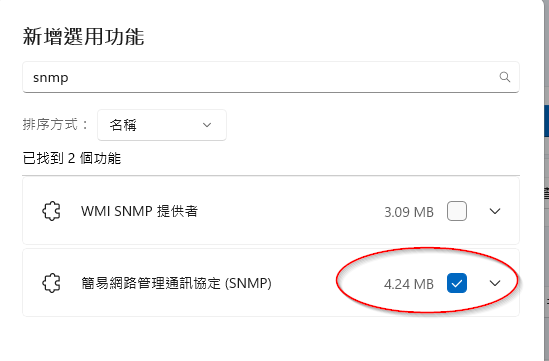 新增選用功能
snmp
排序方式： 名稱
已找到 2 個功能
WMI SNMP 提供者 3.09 MB
簡易網路管理通訊協定 (SNMP) 4.24 MB